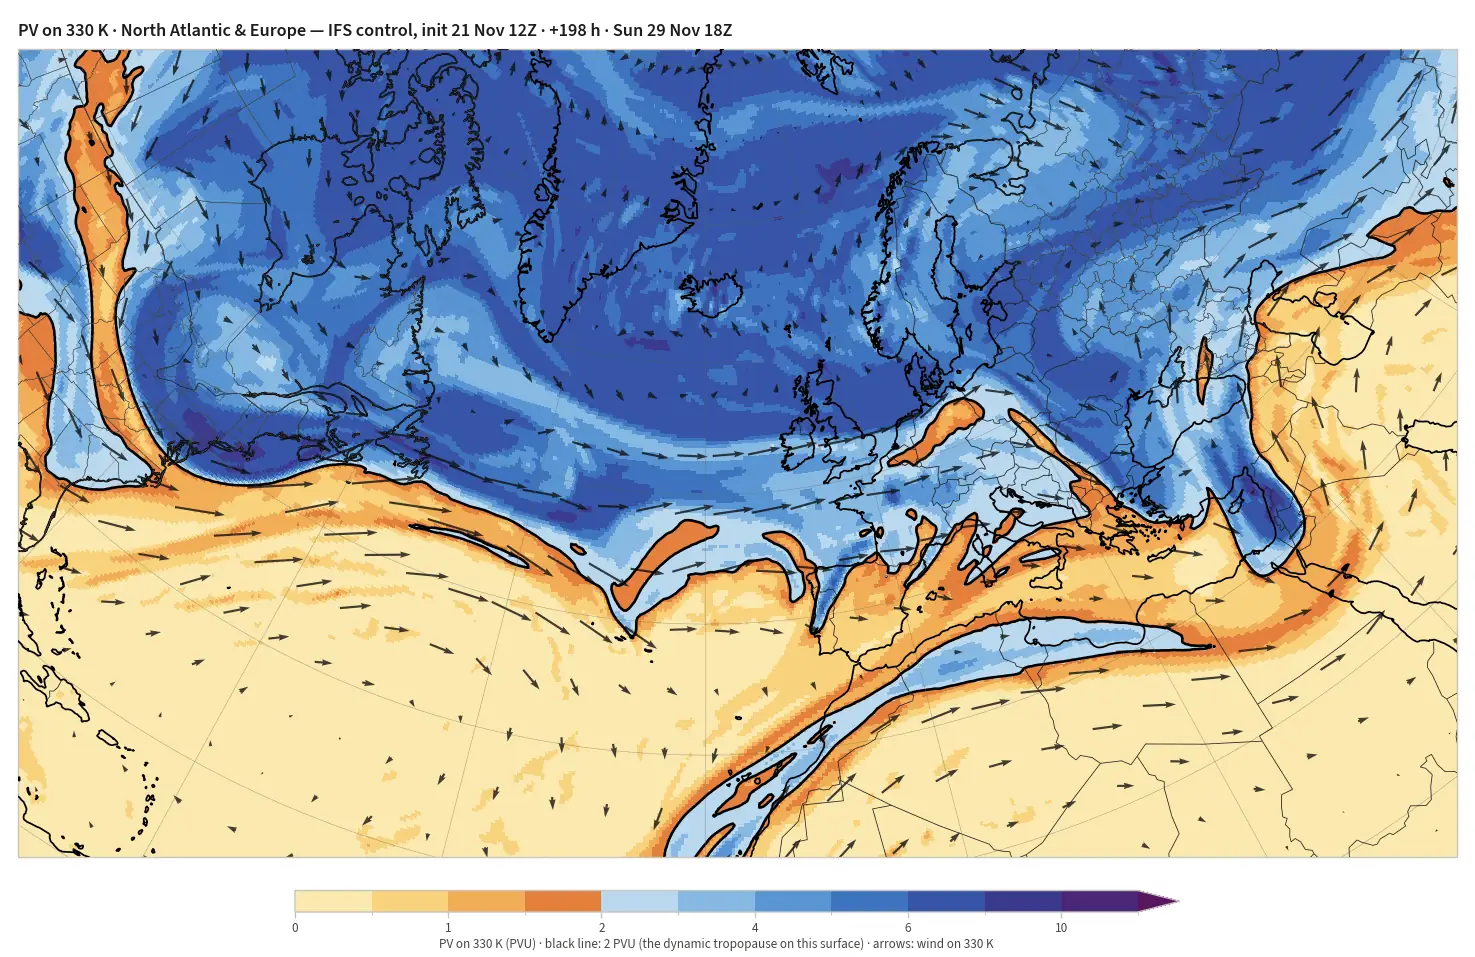 PV on 330 K · North Atlantic & Europe — IFS control, init 21 Nov 12Z · +198 h · Sun 29 Nov 18Z
0 1 2 4 6 10
PV on 330 K (PVU) · black line: 2 PVU (the dynamic tropopause on this surface) · arrows: wind on 330 K